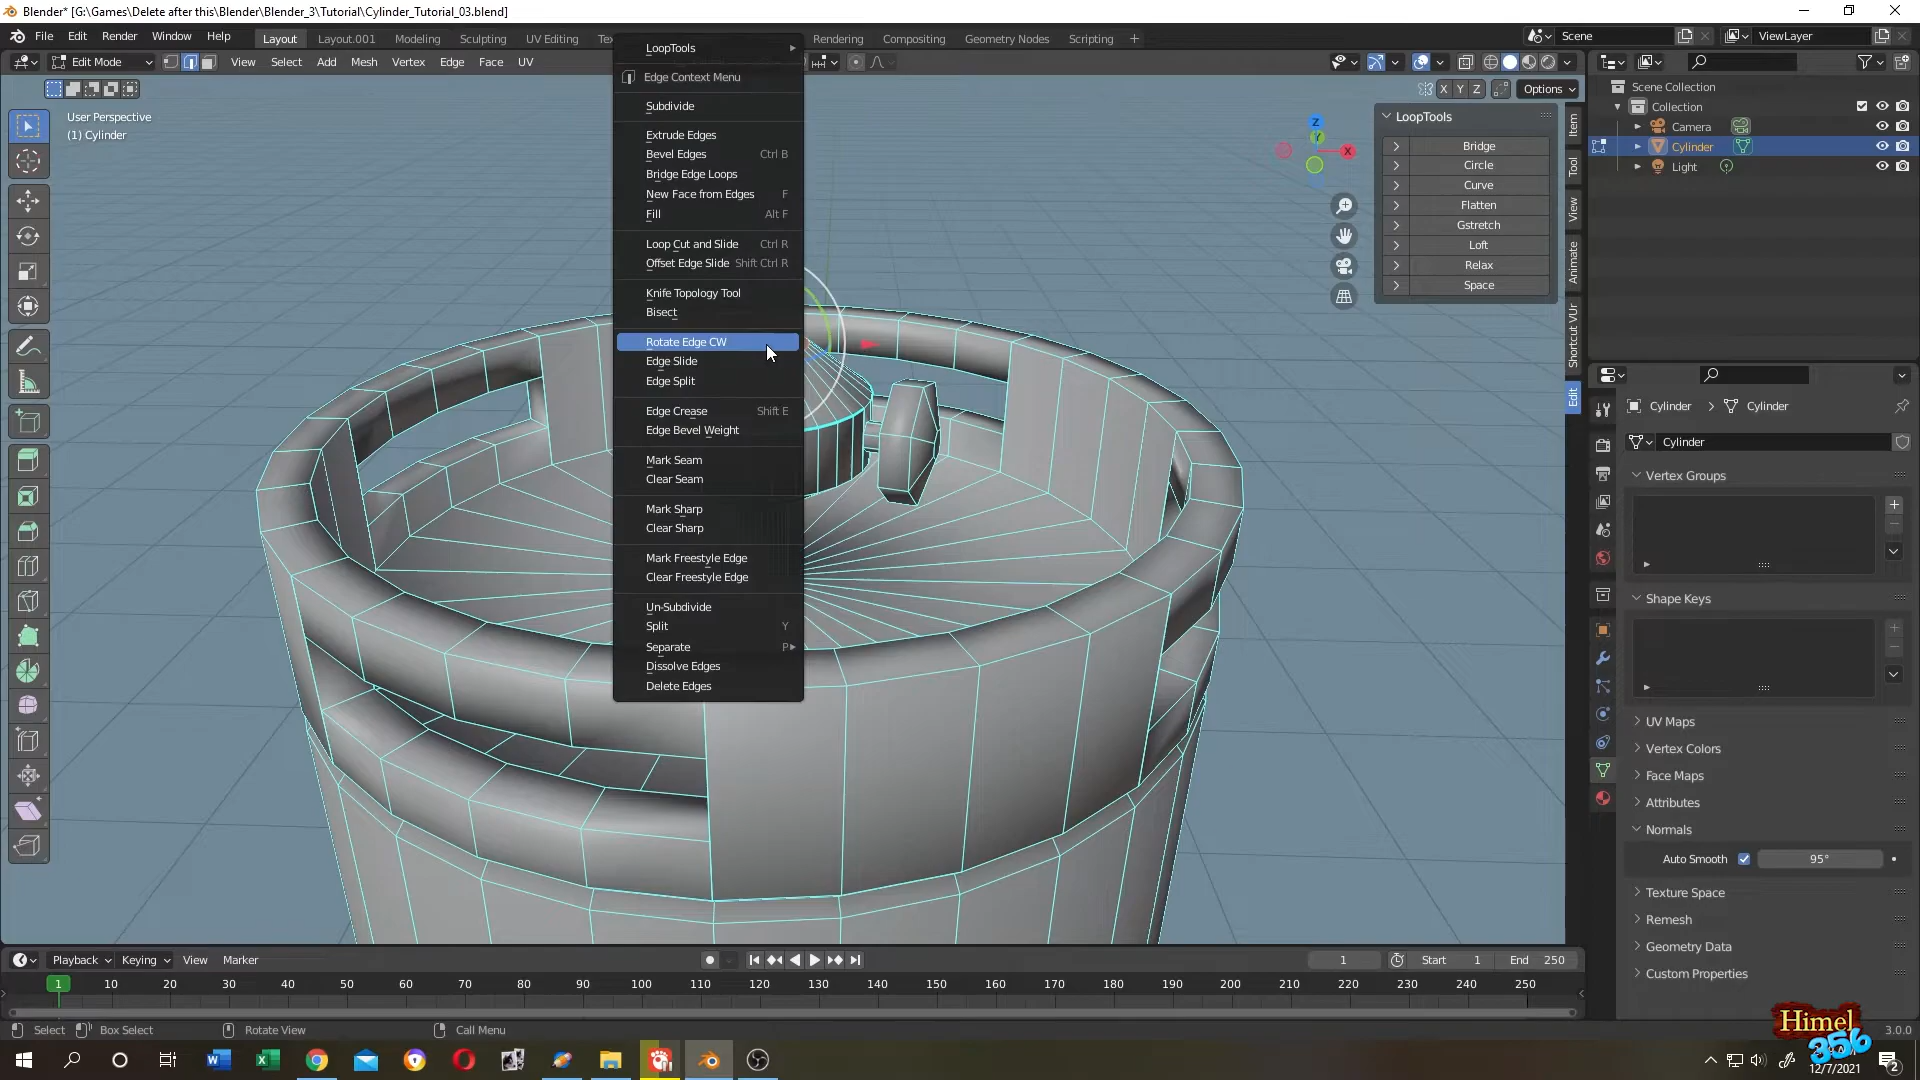 Blender* [G:\Games\Delete after this\Blender\Blender_3\Tutorial\Cylinder_Tutorial_03.blend]
File Edit Render Window Help Layout Layout.001 Modeling Sculpting UV Editing Rendering Compositing Geometry Nodes Scripting + Scene ViewLayer
Edit Mode View Select Add Mesh Vertex Edge Face UV
X Y Z Options
User Perspective
(1) Cylinder
LoopTools
Edge Context Menu
Subdivide
Extrude Edges
Bevel Edges Ctrl B
Bridge Edge Loops
New Face from Edges F
Fill Alt F
Loop Cut and Slide Ctrl R
Offset Edge Slide Shift Ctrl R
Knife Topology Tool
Bisect
Rotate Edge CW
Edge Slide
Edge Split
Edge Crease Shift E
Edge Bevel Weight
Mark Seam
Clear Seam
Mark Sharp
Clear Sharp
Mark Freestyle Edge
Clear Freestyle Edge
Un-Subdivide
Split Y
Separate P
Dissolve Edges
Delete Edges
Z
Y
X
LoopTools
Bridge
Circle
Curve
Flatten
Gstretch
Loft
Relax
Space
Item
Tool
View
Animate
Shortcut VUr
Edit
Scene Collection
Collection
Camera
Cylinder
Light
Cylinder Cylinder
Cylinder
Vertex Groups
Shape Keys
UV Maps
Vertex Colors
Face Maps
Attributes
Normals
Auto Smooth 95°
Texture Space
Remesh
Geometry Data
Custom Properties
Playback Keying View Marker 1 Start 1 End 250
1 10 20 30 40 50 60 70 80 90 100 110 120 130 140 150 160 170 180 190 200 210 220 230 240 250
Select Box Select Rotate View Call Menu 3.0.0
Himel
356
12/7/2021
2